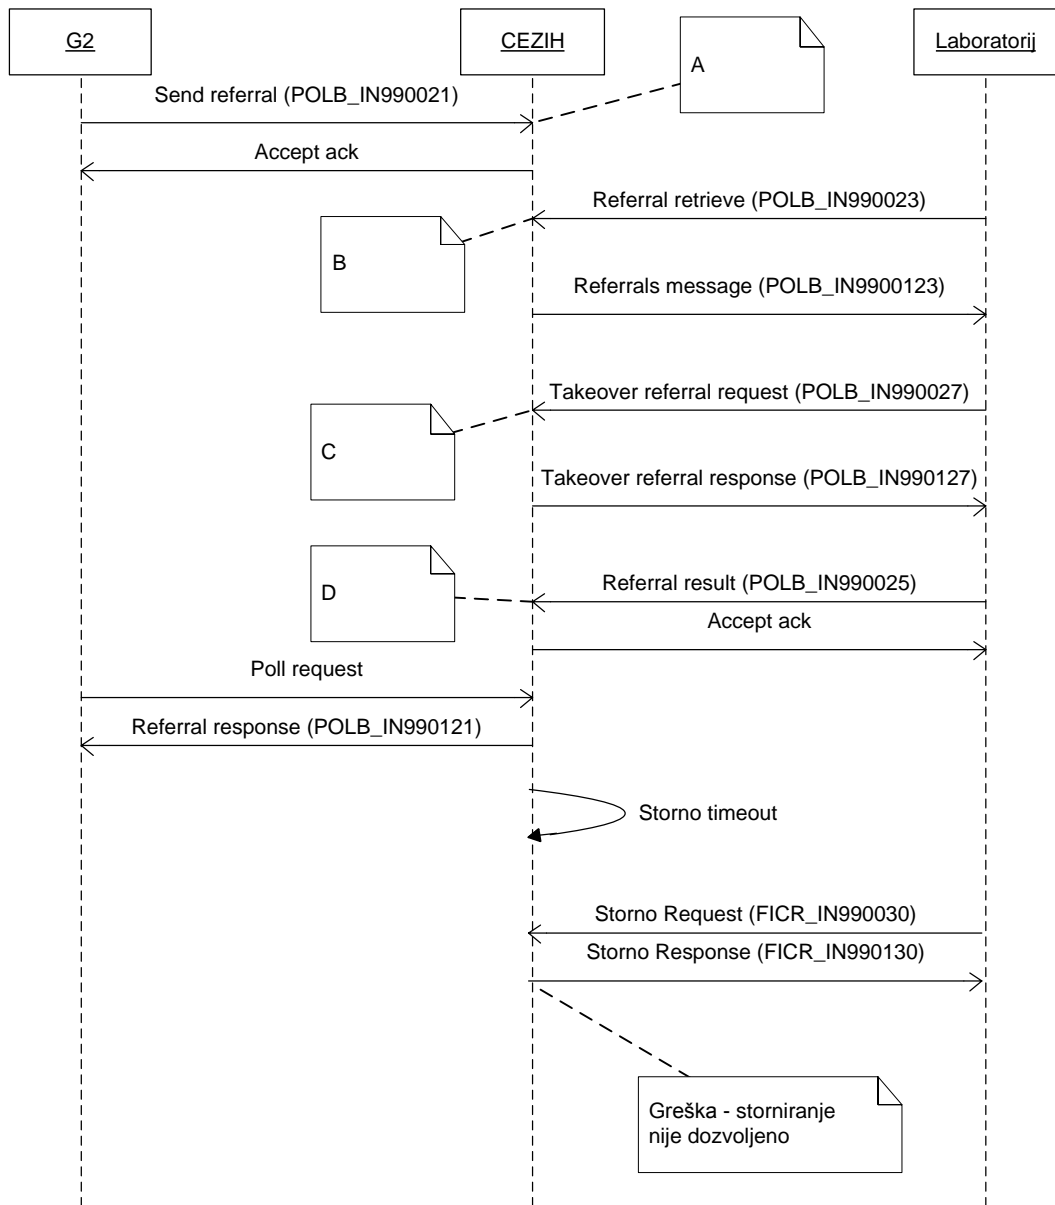 G2
CEZIH
Laboratorij
A
Send referral (POLB_IN990021)
Accept ack
Referral retrieve (POLB_IN990023)
B
Referrals message (POLB_IN9900123)
Takeover referral request (POLB_IN990027)
C
Takeover referral response (POLB_IN990127)
D
Referral result (POLB_IN990025)
Accept ack
Poll request
Referral response (POLB_IN990121)
Storno timeout
Storno Request (FICR_IN990030)
Storno Response (FICR_IN990130)
Greška - storniranje
nije dozvoljeno